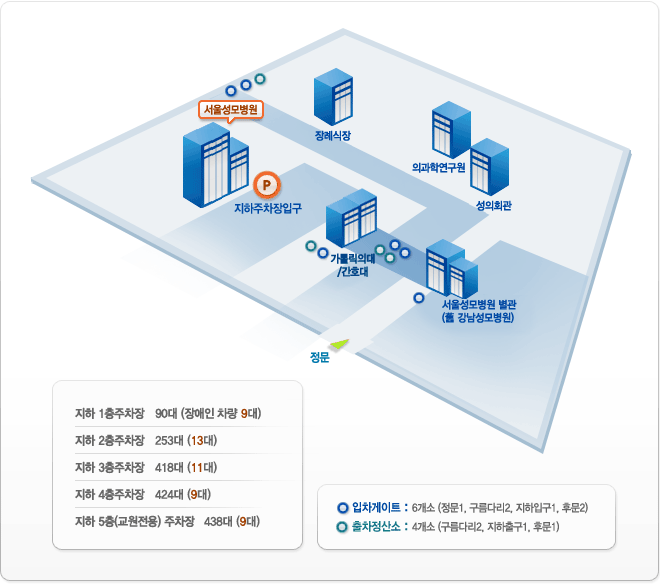 서울성모병원
장례식장
의과학연구원
성의회관
P
지하주차장입구
가톨릭의대
/간호대
서울성모병원 별관
(舊 강남성모병원)
정문
지하 1층주차장 90대 (장애인 차량 9대)
지하 2층주차장 253대 (13대)
지하 3층주차장 418대 (11대)
지하 4층주차장 424대 (9대)
지하 5층(교원전용) 주차장 438대 (9대)
입차게이트 : 6개소 (정문1, 구름다리2, 지하입구1, 후문2)
출차정산소 : 4개소 (구름다리2, 지하출구1, 후문1)